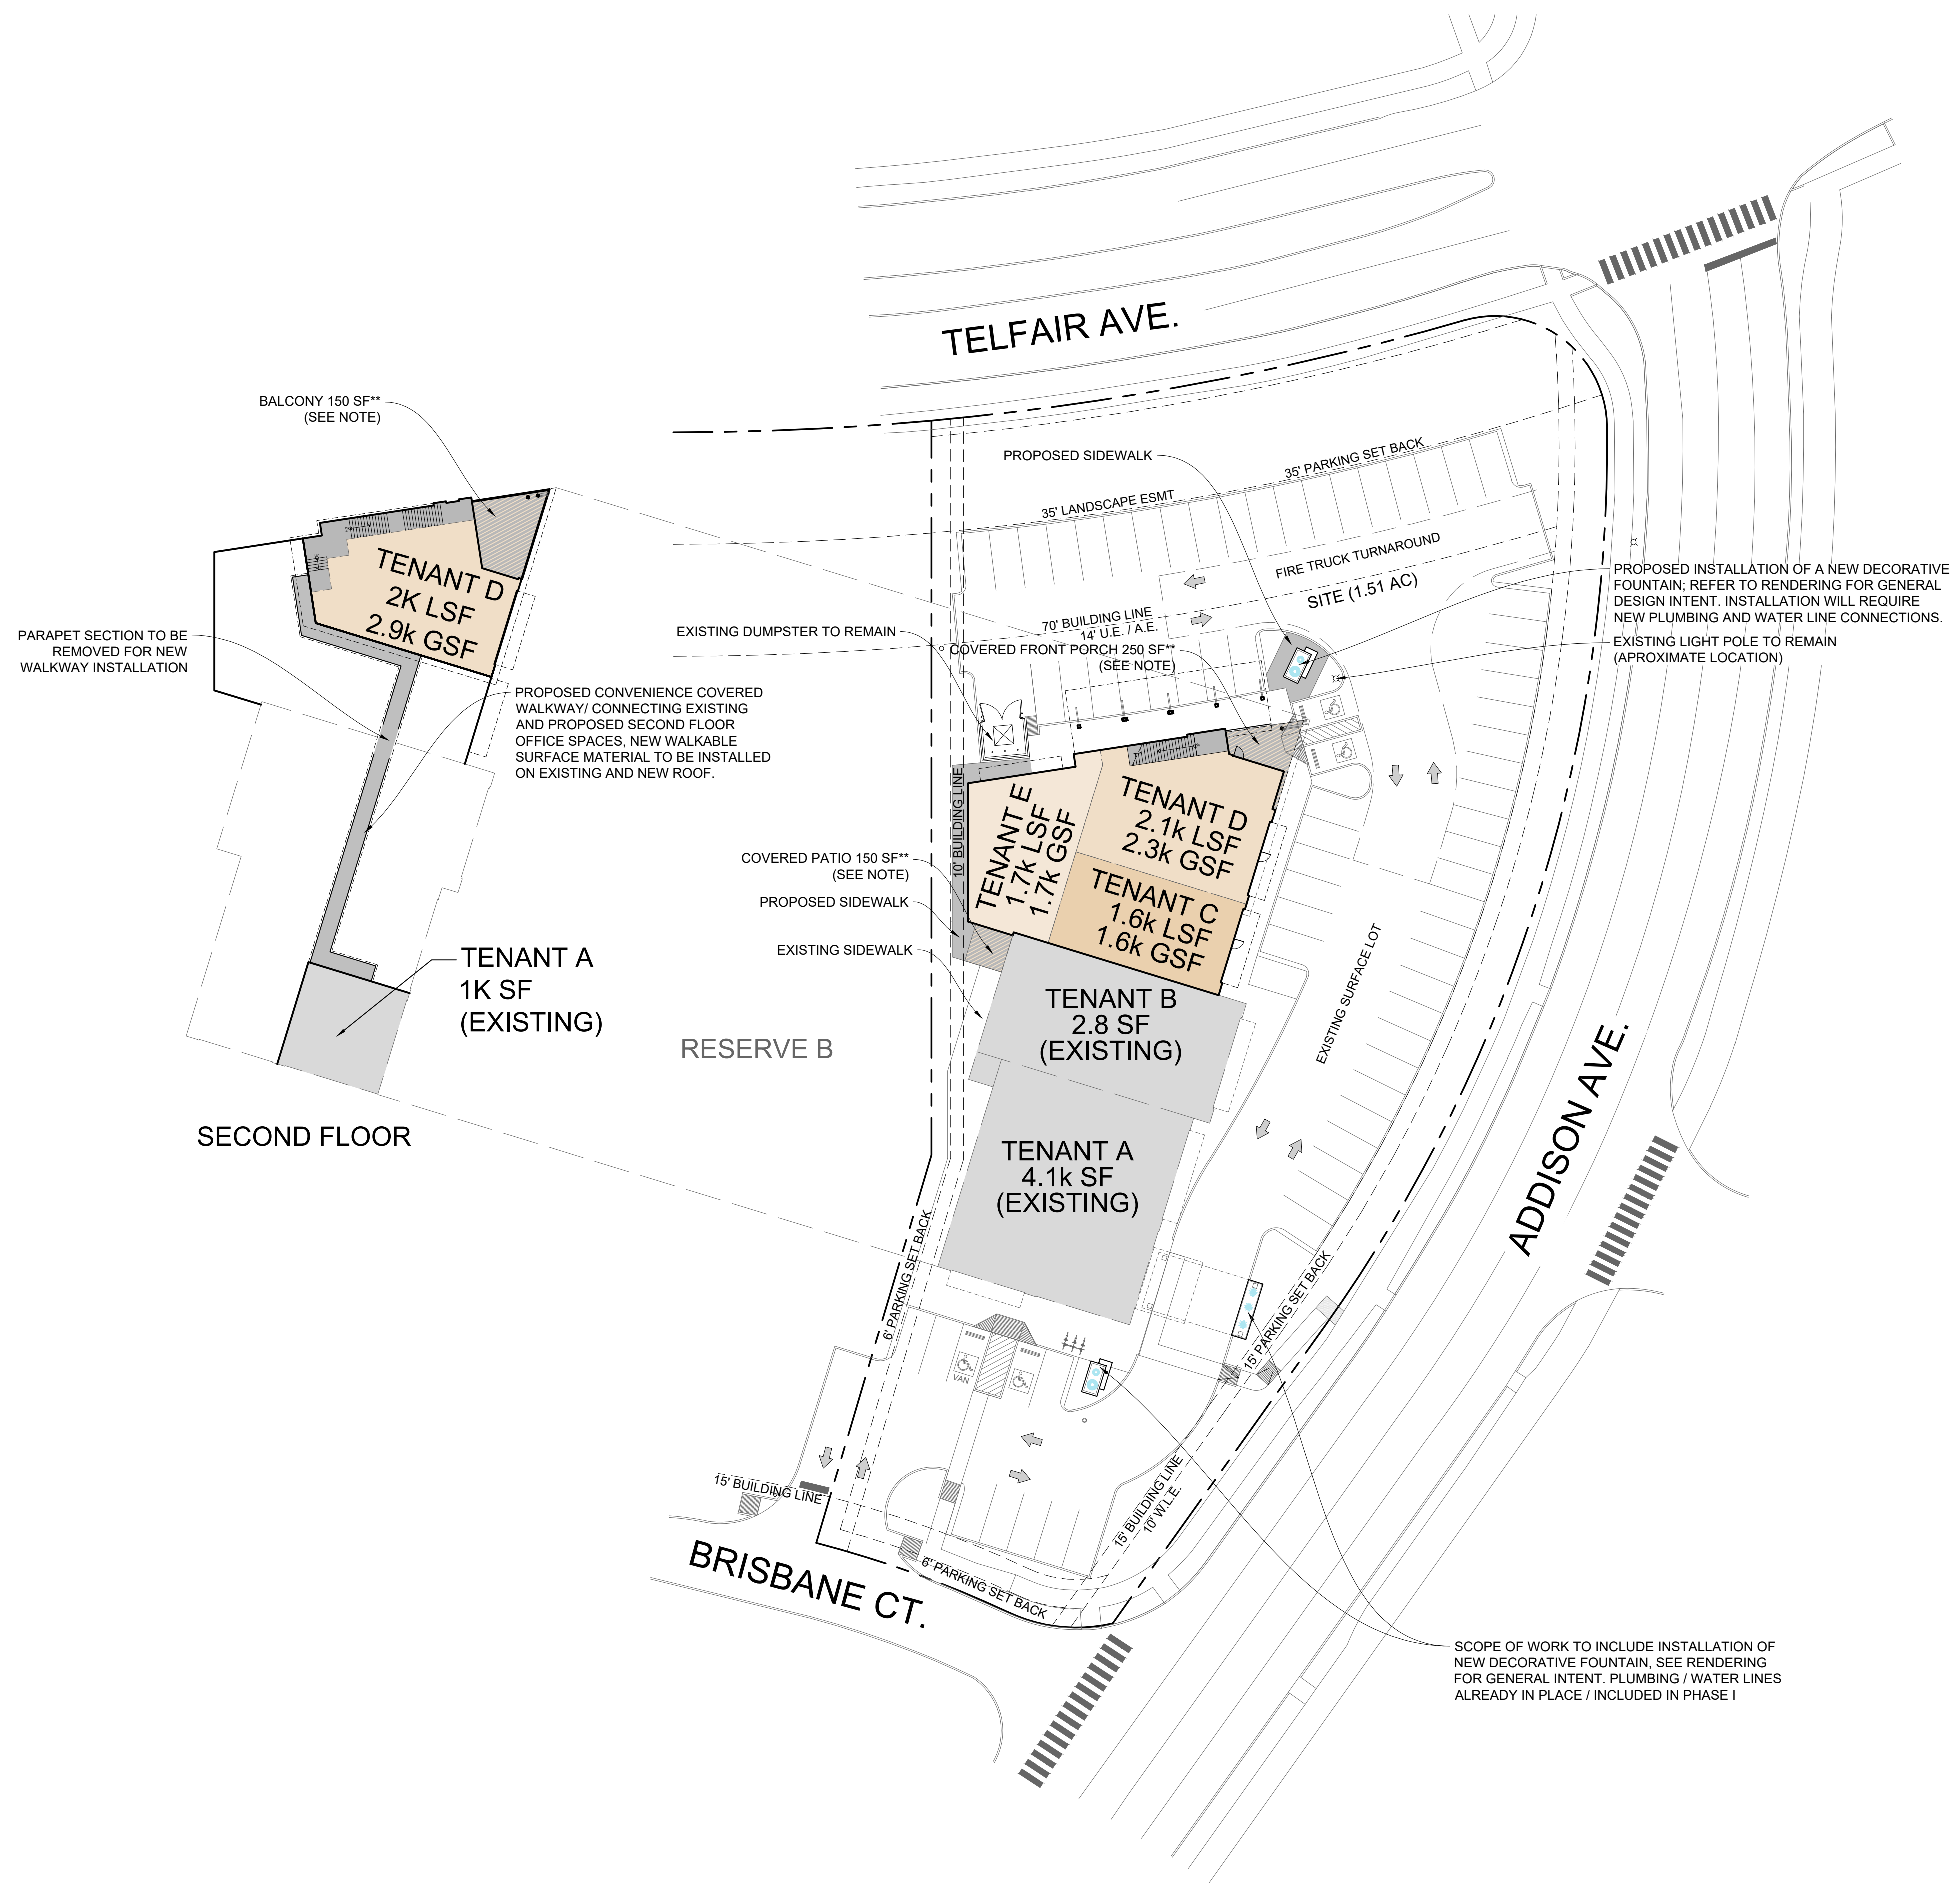 TELFAIR AVE.
BALCONY 150 SF**
(SEE NOTE)
PROPOSED SIDEWALK
35' PARKING SET BACK
35' LANDSCAPE ESMT
FIRE TRUCK TURNAROUND
SITE (1.51 AC)
PROPOSED INSTALLATION OF A NEW DECORATIVE
FOUNTAIN; REFER TO RENDERING FOR GENERAL
DESIGN INTENT. INSTALLATION WILL REQUIRE
NEW PLUMBING AND WATER LINE CONNECTIONS.
EXISTING LIGHT POLE TO REMAIN
(APROXIMATE LOCATION)
70' BUILDING LINE
14' U.E. / A.E.
EXISTING DUMPSTER TO REMAIN
COVERED FRONT PORCH 250 SF**
(SEE NOTE)
TENANT D
2K LSF
2.9k GSF
PARAPET SECTION TO BE
REMOVED FOR NEW
WALKWAY INSTALLATION
PROPOSED CONVENIENCE COVERED
WALKWAY/ CONNECTING EXISTING
AND PROPOSED SECOND FLOOR
OFFICE SPACES, NEW WALKABLE
SURFACE MATERIAL TO BE INSTALLED
ON EXISTING AND NEW ROOF.
10' BUILDING LINE
TENANT E
1.7k LSF
1.7k GSF
TENANT D
2.1k LSF
2.3k GSF
TENANT C
1.6k LSF
1.6k GSF
COVERED PATIO 150 SF**
(SEE NOTE)
PROPOSED SIDEWALK
EXISTING SIDEWALK
TENANT A
1K SF
(EXISTING)
SECOND FLOOR
RESERVE B
TENANT B
2.8 SF
(EXISTING)
EXISTING SURFACE LOT
TENANT A
4.1k SF
(EXISTING)
ADDISON AVE.
6' PARKING SET BACK
15' PARKING SET BACK
VAN
15' BUILDING LINE
15' BUILDING LINE
10' W.L.E.
6' PARKING SET BACK
BRISBANE CT.
SCOPE OF WORK TO INCLUDE INSTALLATION OF
NEW DECORATIVE FOUNTAIN, SEE RENDERING
FOR GENERAL INTENT. PLUMBING / WATER LINES
ALREADY IN PLACE / INCLUDED IN PHASE I